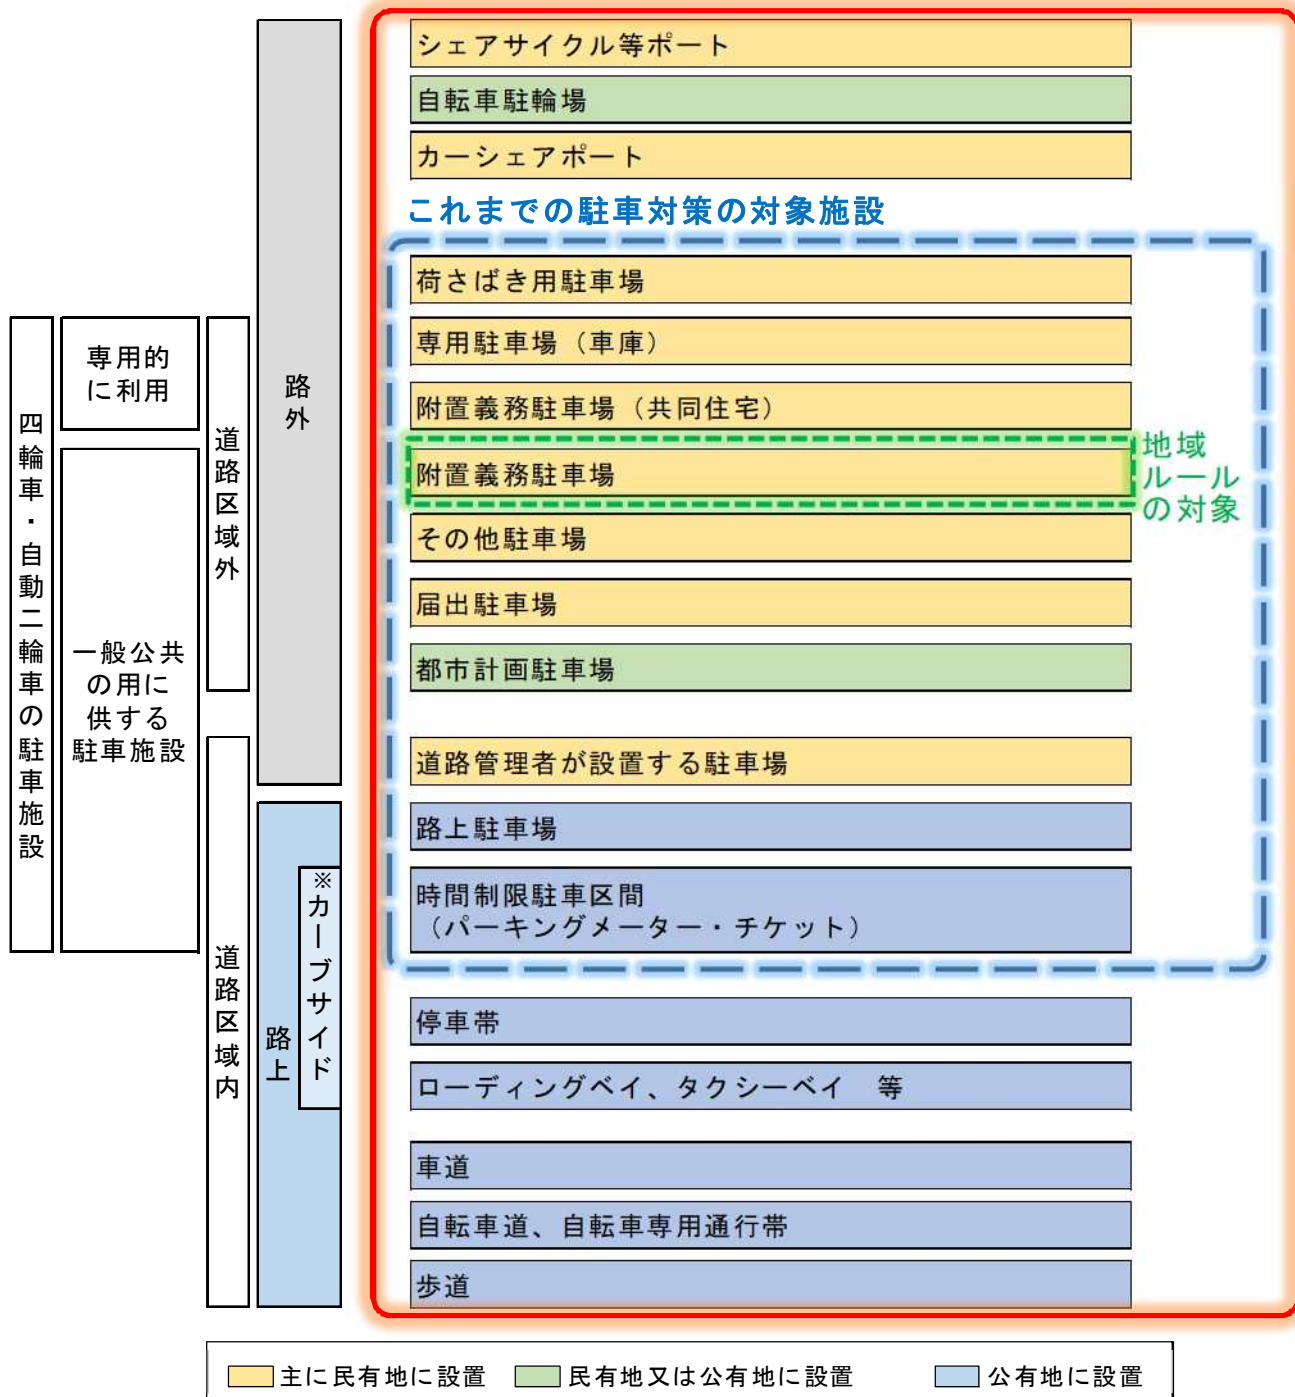 シェアサイクル等ポート
自転車駐輪場
カーシェアポート
これまでの駐車対策の対象施設
荷さばき用駐車場
専用駐車場（車庫）
附置義務駐車場（共同住宅）
附置義務駐車場
地域
ルール
の対象
その他駐車場
届出駐車場
都市計画駐車場
道路管理者が設置する駐車場
路上駐車場
時間制限駐車区間
（パーキングメーター・チケット）
停車帯
ローディングベイ、タクシーベイ　等
車道
自転車道、自転車専用通行帯
歩道
四輪車・自動二輪車の駐車施設
専用的
に利用
一般公共
の用に
供する
駐車施設
道路区域外
道路区域内
路外
路上
※カーブサイド
主に民有地に設置
民有地又は公有地に設置
公有地に設置